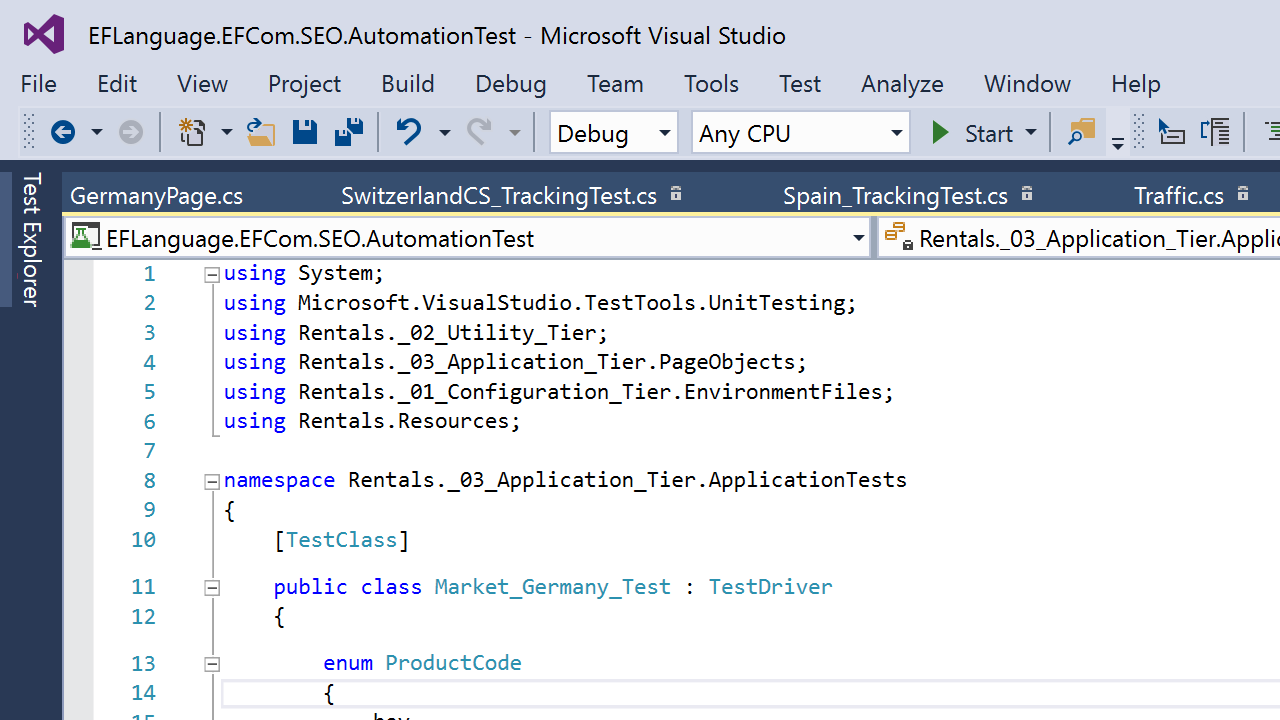 EFLanguage.EFCom.SEO.AutomationTest - Microsoft Visual Studio
File Edit View Project Build Debug Team Tools Test Analyze Window Help
Debug Any CPU Start
Test Explorer
GermanyPage.cs SwitzerlandCS_TrackingTest.cs Spain_TrackingTest.cs Traffic.cs
EFLanguage.EFCom.SEO.AutomationTest Rentals._03_Application_Tier.Applic
1 using System;
2 using Microsoft.VisualStudio.TestTools.UnitTesting;
3 using Rentals._02_Utility_Tier;
4 using Rentals._03_Application_Tier.PageObjects;
5 using Rentals._01_Configuration_Tier.EnvironmentFiles;
6 using Rentals.Resources;
7
8 namespace Rentals._03_Application_Tier.ApplicationTests
9 {
10 [TestClass]
11 public class Market_Germany_Test : TestDriver
12 {
13 enum ProductCode
14 {
15